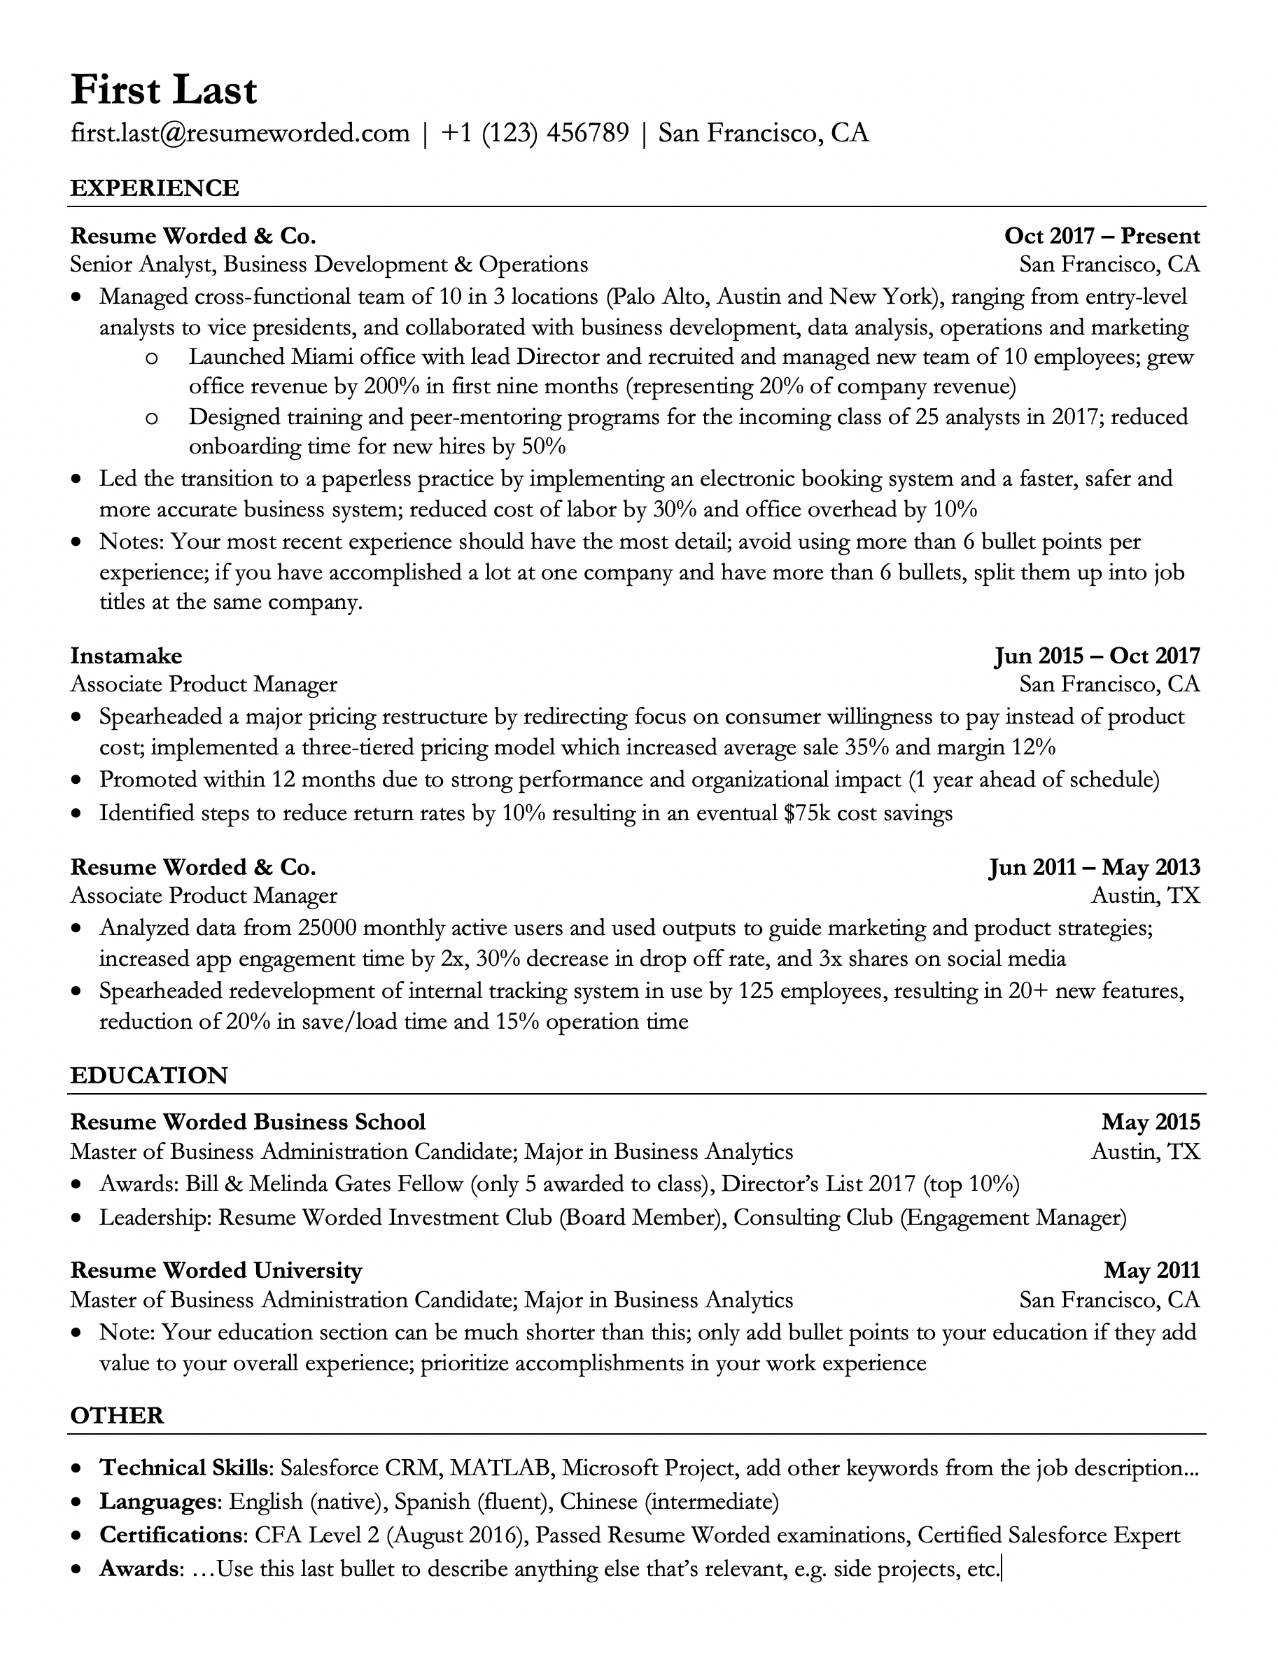 First Last
first.last@resumeworded.com | +1 (123) 456789 | San Francisco, CA
EXPERIENCE
Resume Worded & Co. Oct 2017 – Present
Senior Analyst, Business Development & Operations San Francisco, CA
• Managed cross-functional team of 10 in 3 locations (Palo Alto, Austin and New York), ranging from entry-level
analysts to vice presidents, and collaborated with business development, data analysis, operations and marketing
o Launched Miami office with lead Director and recruited and managed new team of 10 employees; grew
office revenue by 200% in first nine months (representing 20% of company revenue)
o Designed training and peer-mentoring programs for the incoming class of 25 analysts in 2017; reduced
onboarding time for new hires by 50%
• Led the transition to a paperless practice by implementing an electronic booking system and a faster, safer and
more accurate business system; reduced cost of labor by 30% and office overhead by 10%
• Notes: Your most recent experience should have the most detail; avoid using more than 6 bullet points per
experience; if you have accomplished a lot at one company and have more than 6 bullets, split them up into job
titles at the same company.
Instamake Jun 2015 – Oct 2017
Associate Product Manager San Francisco, CA
• Spearheaded a major pricing restructure by redirecting focus on consumer willingness to pay instead of product
cost; implemented a three-tiered pricing model which increased average sale 35% and margin 12%
• Promoted within 12 months due to strong performance and organizational impact (1 year ahead of schedule)
• Identified steps to reduce return rates by 10% resulting in an eventual $75k cost savings
Resume Worded & Co. Jun 2011 – May 2013
Associate Product Manager Austin, TX
• Analyzed data from 25000 monthly active users and used outputs to guide marketing and product strategies;
increased app engagement time by 2x, 30% decrease in drop off rate, and 3x shares on social media
• Spearheaded redevelopment of internal tracking system in use by 125 employees, resulting in 20+ new features,
reduction of 20% in save/load time and 15% operation time
EDUCATION
Resume Worded Business School May 2015
Master of Business Administration Candidate; Major in Business Analytics Austin, TX
• Awards: Bill & Melinda Gates Fellow (only 5 awarded to class), Director’s List 2017 (top 10%)
• Leadership: Resume Worded Investment Club (Board Member), Consulting Club (Engagement Manager)
Resume Worded University May 2011
Master of Business Administration Candidate; Major in Business Analytics San Francisco, CA
• Note: Your education section can be much shorter than this; only add bullet points to your education if they add
value to your overall experience; prioritize accomplishments in your work experience
OTHER
• Technical Skills: Salesforce CRM, MATLAB, Microsoft Project, add other keywords from the job description...
• Languages: English (native), Spanish (fluent), Chinese (intermediate)
• Certifications: CFA Level 2 (August 2016), Passed Resume Worded examinations, Certified Salesforce Expert
• Awards: …Use this last bullet to describe anything else that’s relevant, e.g. side projects, etc.